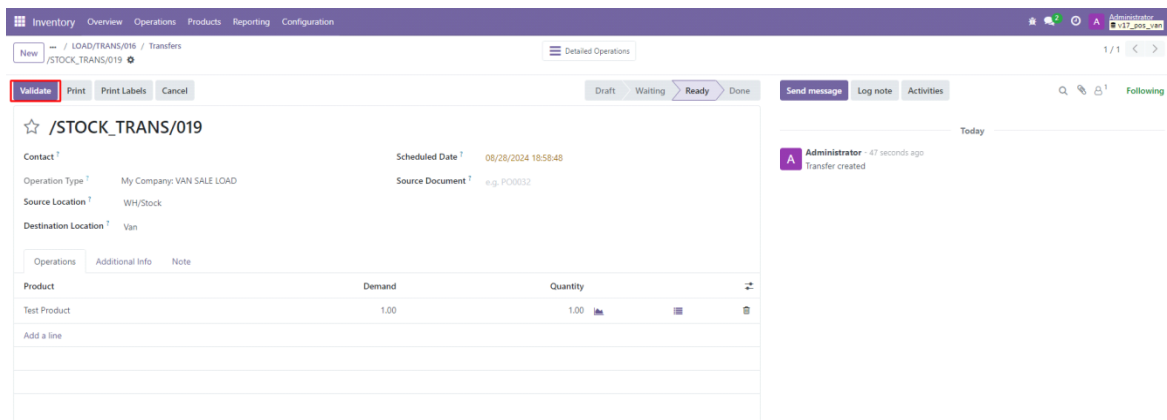 Inventory Overview Operations Products Reporting Configuration 2 A Administrator
v17_pos_van
New ... / LOAD/TRANS/016 / Transfers
/STOCK_TRANS/019
Detailed Operations
1 / 1
Validate Print Print Labels Cancel Draft Waiting Ready Done
Send message Log note Activities 1 Following
/STOCK_TRANS/019
Contact ?
Scheduled Date ? 08/28/2024 18:58:48
Operation Type ? My Company: VAN SALE LOAD
Source Document ? e.g. PO0032
Source Location ? WH/Stock
Destination Location ? Van
Operations Additional Info Note
Product Demand Quantity
Test Product 1.00 1.00
Add a line
Today
A Administrator - 47 seconds ago
Transfer created